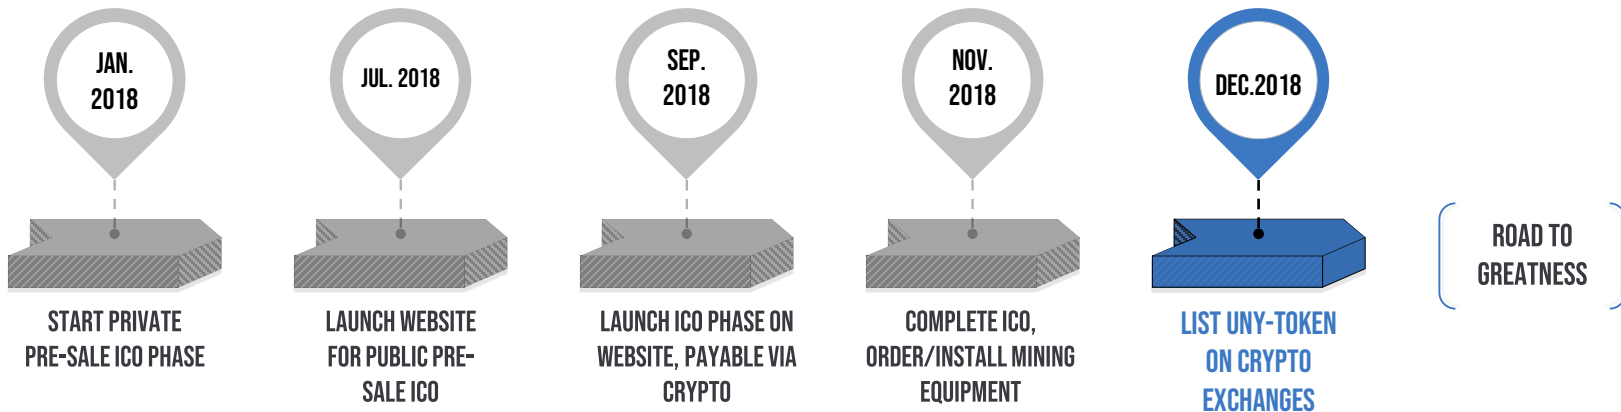 JAN.
2018
JUL. 2018
SEP.
2018
NOV.
2018
DEC.2018
START PRIVATE
PRE-SALE ICO PHASE
LAUNCH WEBSITE
FOR PUBLIC PRE-
SALE ICO
LAUNCH ICO PHASE ON
WEBSITE, PAYABLE VIA
CRYPTO
COMPLETE ICO,
ORDER/INSTALL MINING
EQUIPMENT
LIST UNY-TOKEN
ON CRYPTO
EXCHANGES
ROAD TO
GREATNESS